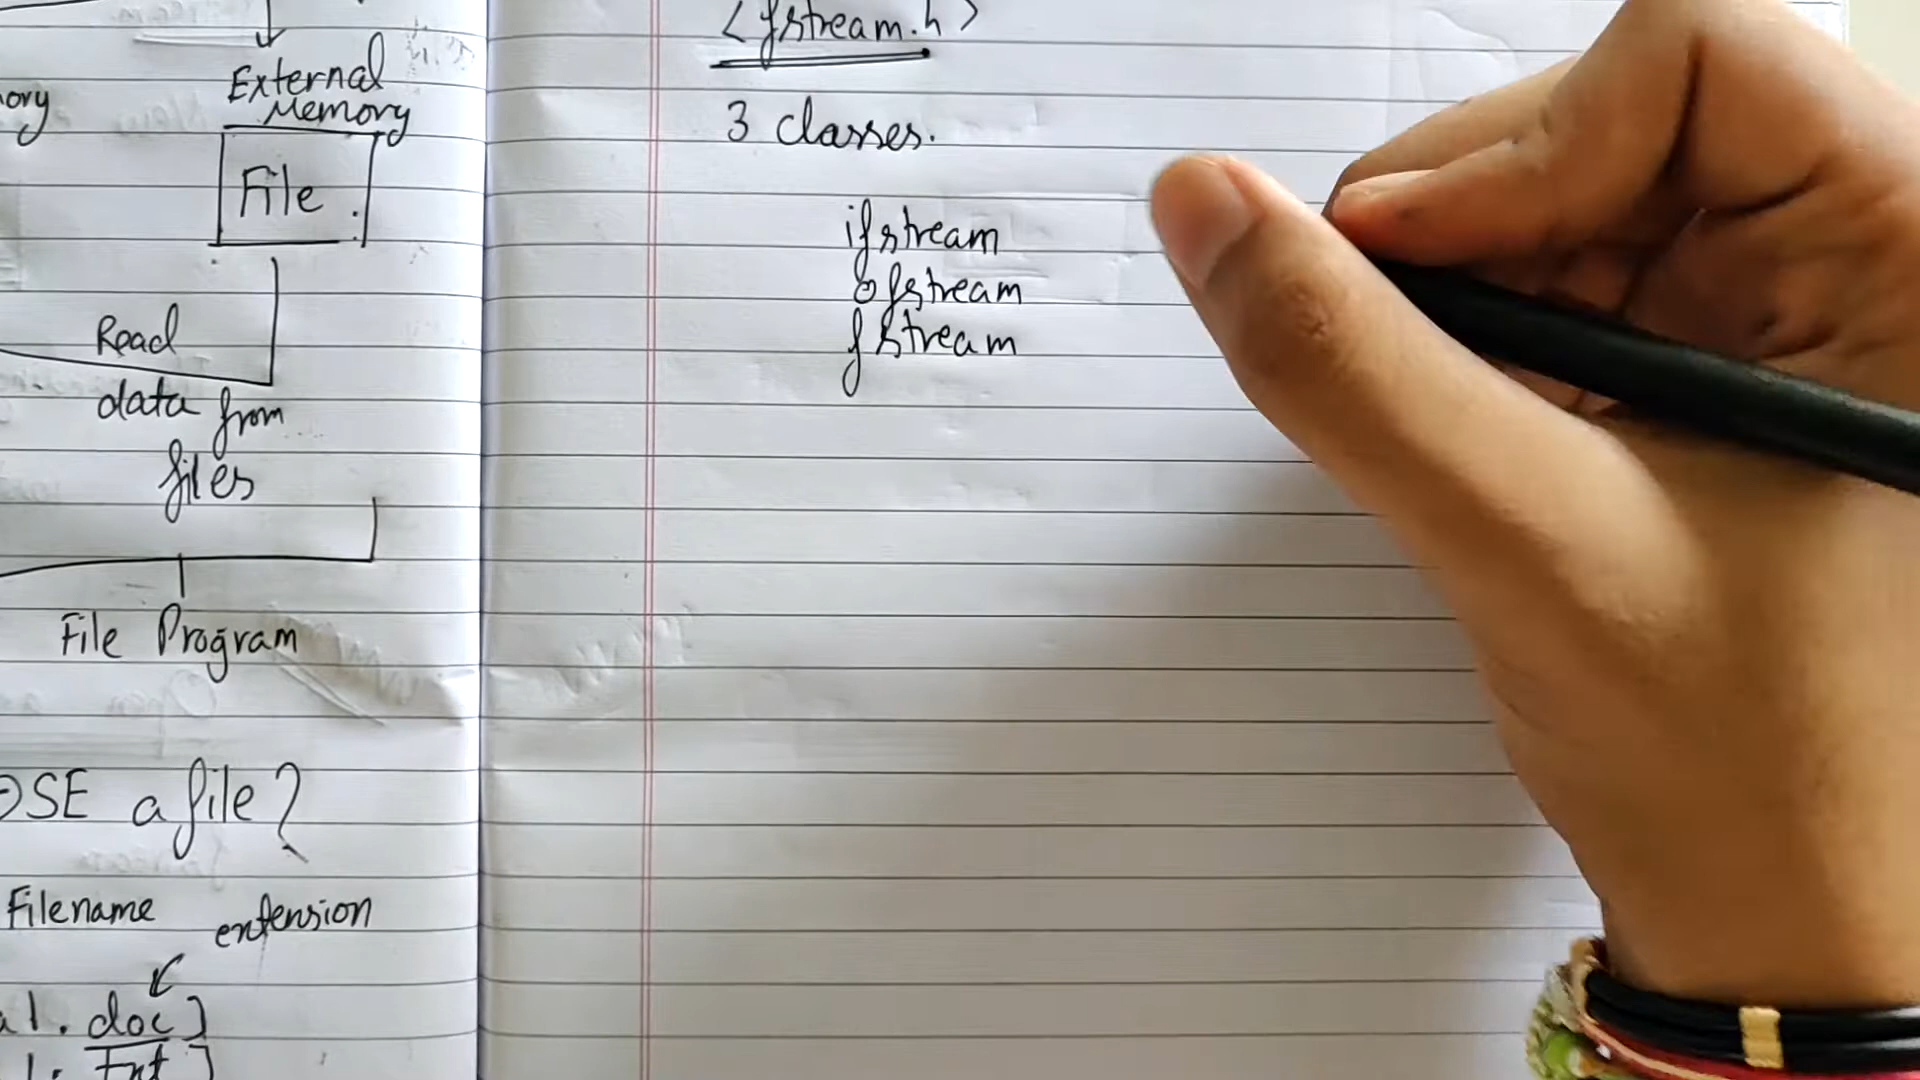 External
Memory
File
Read
data from
files
File Program
a file?
Filename extension
.doc]
<fstream.h>
3 classes.
ifstream
ofstream
fstream